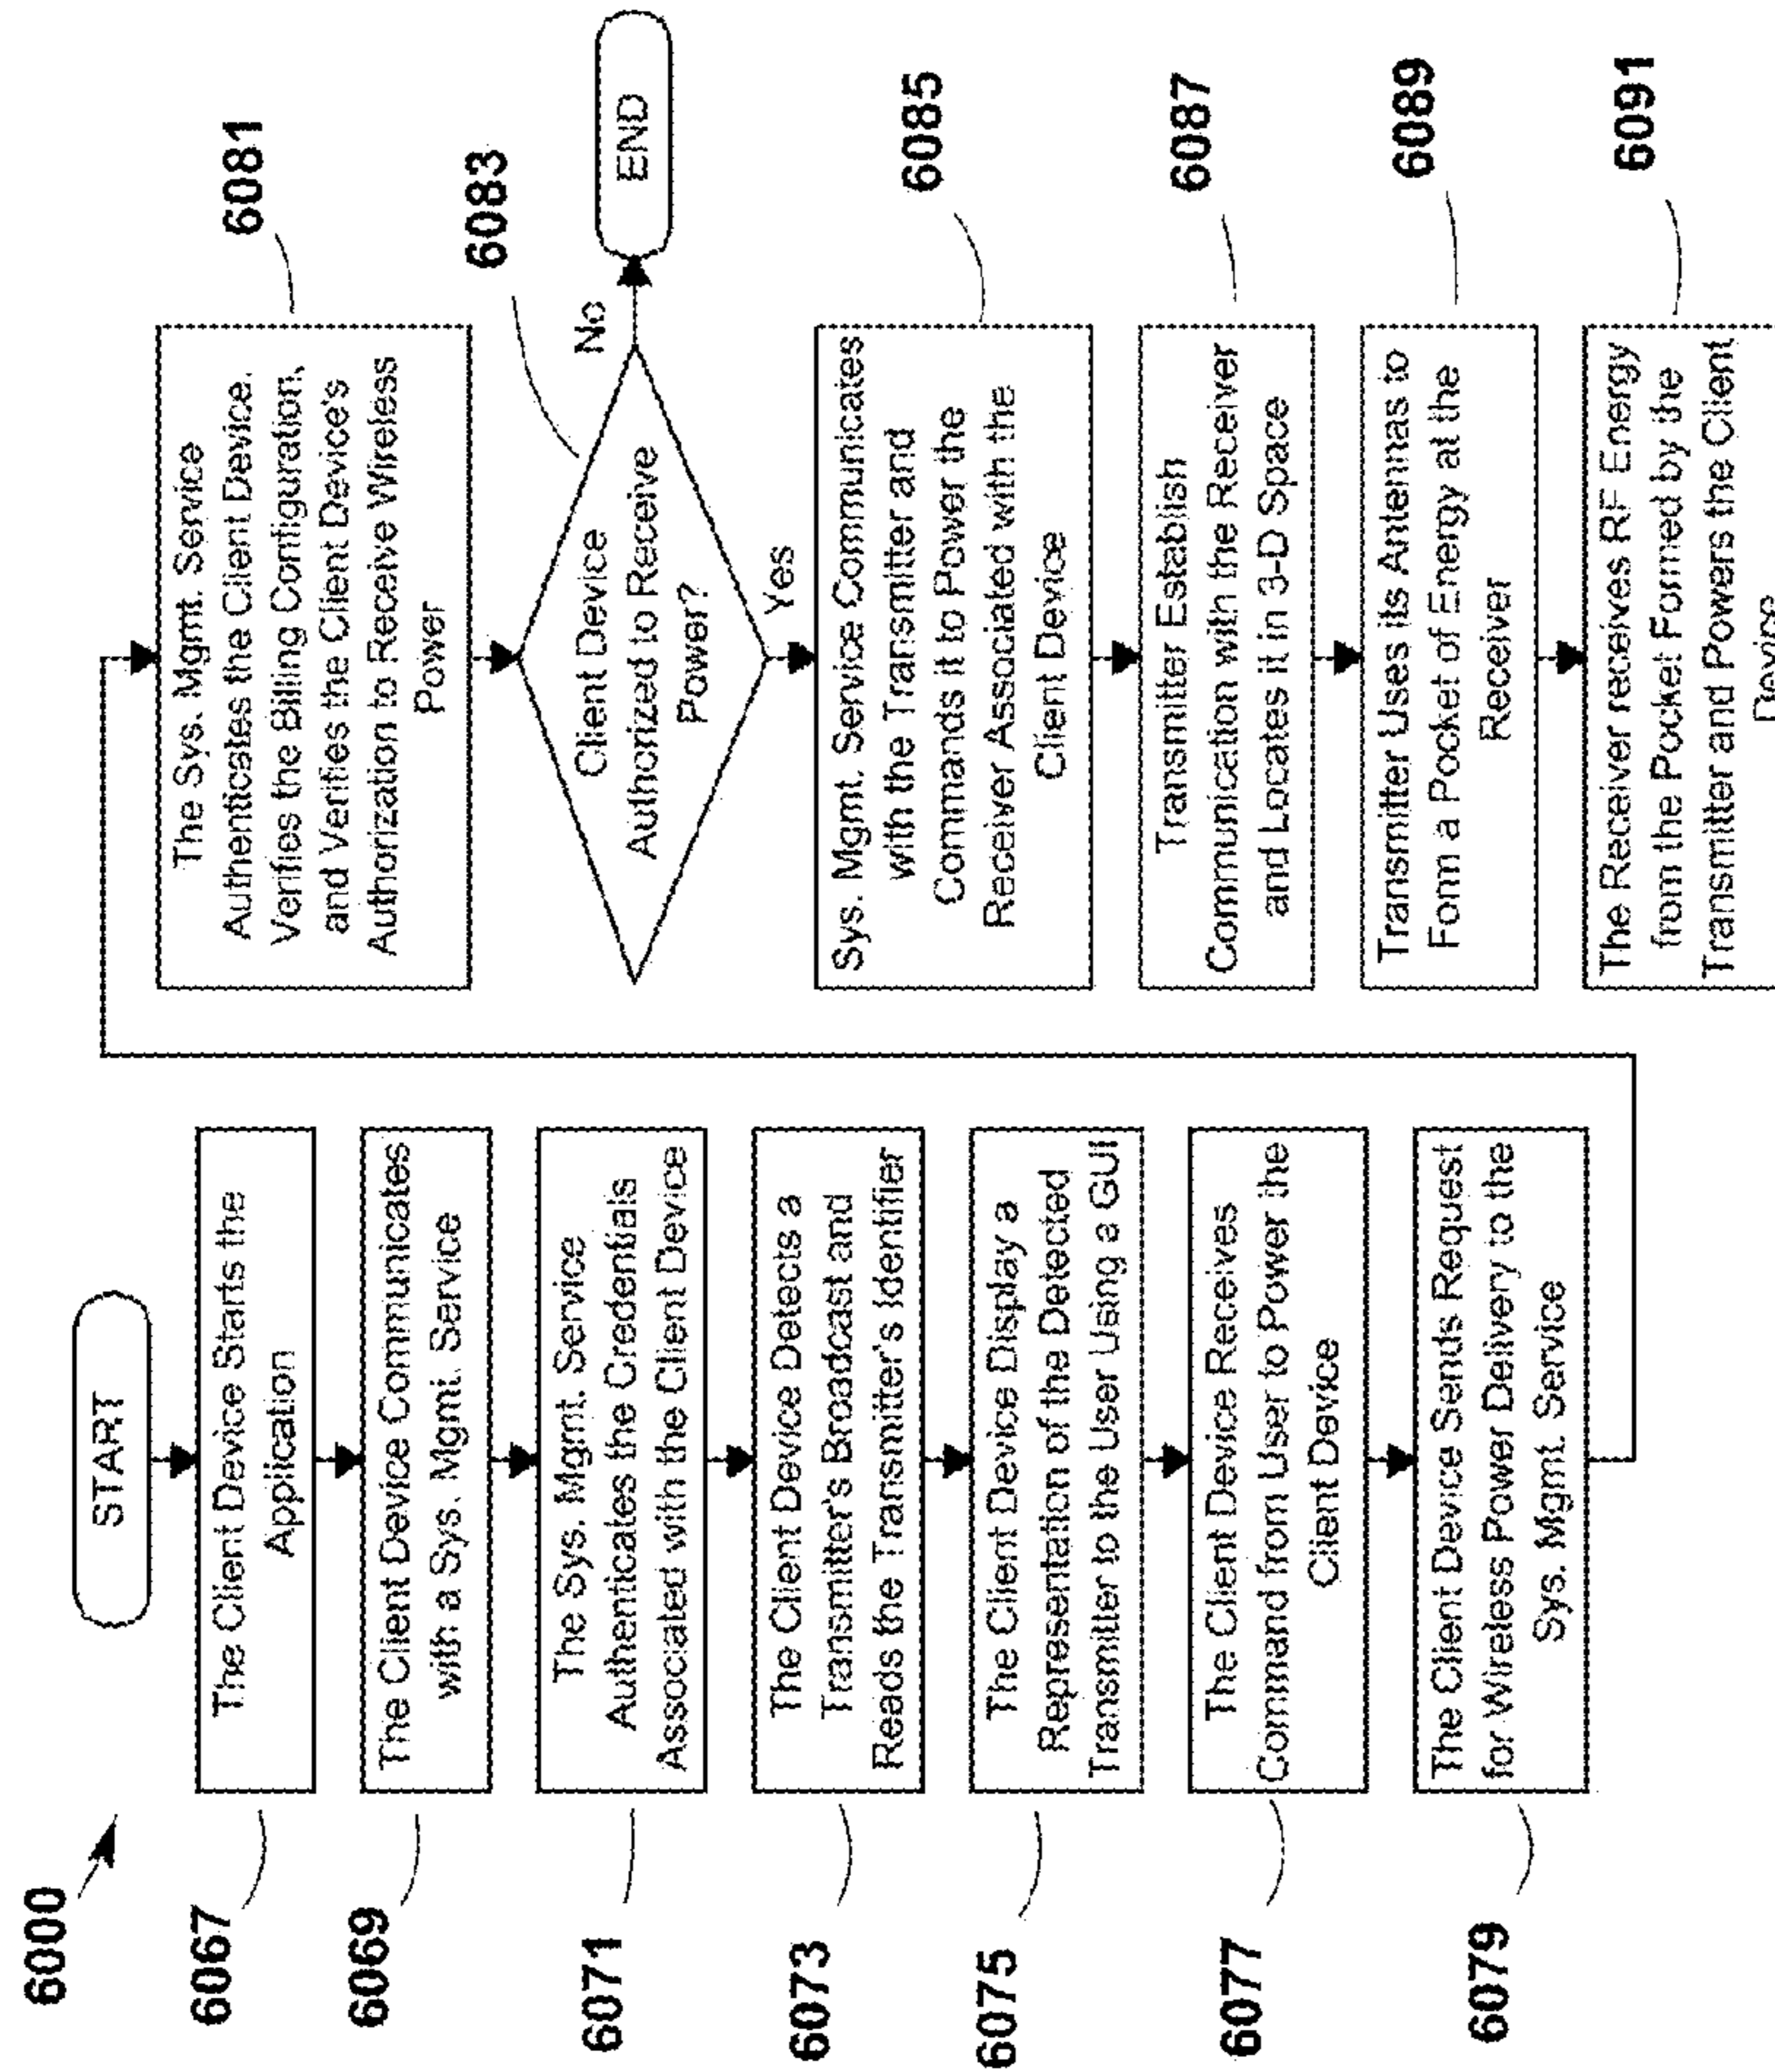 6000
START
6067
The Client Device Starts the
Application
6069
The Client Device Communicates
with a Sys. Mgmt. Service
6071
The Sys. Mgmt. Service
Authenticates the Credentials
Associated with the Client Device
6073
The Client Device Detects a
Transmitter's Broadcast and
Reads the Transmitter's Identifier
6075
The Client Device Display a
Representation of the Detected
Transmitter to the User Using a GUI
6077
The Client Device Receives
Command from User to Power the
Client Device
6079
The Client Device Sends Request
for Wireless Power Delivery to the
Sys. Mgmt. Service
6081
The Sys. Mgmt. Service
Authenticates the Client Device,
Verifies the Billing Configuration,
and Verifies the Client Device's
Authorization to Receive Wireless
Power
6083
Client Device
Authorized to Receive
Power?
No
END
Yes
6085
Sys. Mgmt. Service Communicates
with the Transmitter and
Commands it to Power the
Receiver Associated with the
Client Device
6087
Transmitter Establish
Communication with the Receiver
and Locates it in 3-D Space
6089
Transmitter Uses its Antennas to
Form a Pocket of Energy at the
Receiver
6091
The Receiver receives RF Energy
from the Pocket Formed by the
Transmitter and Powers the Client
Device